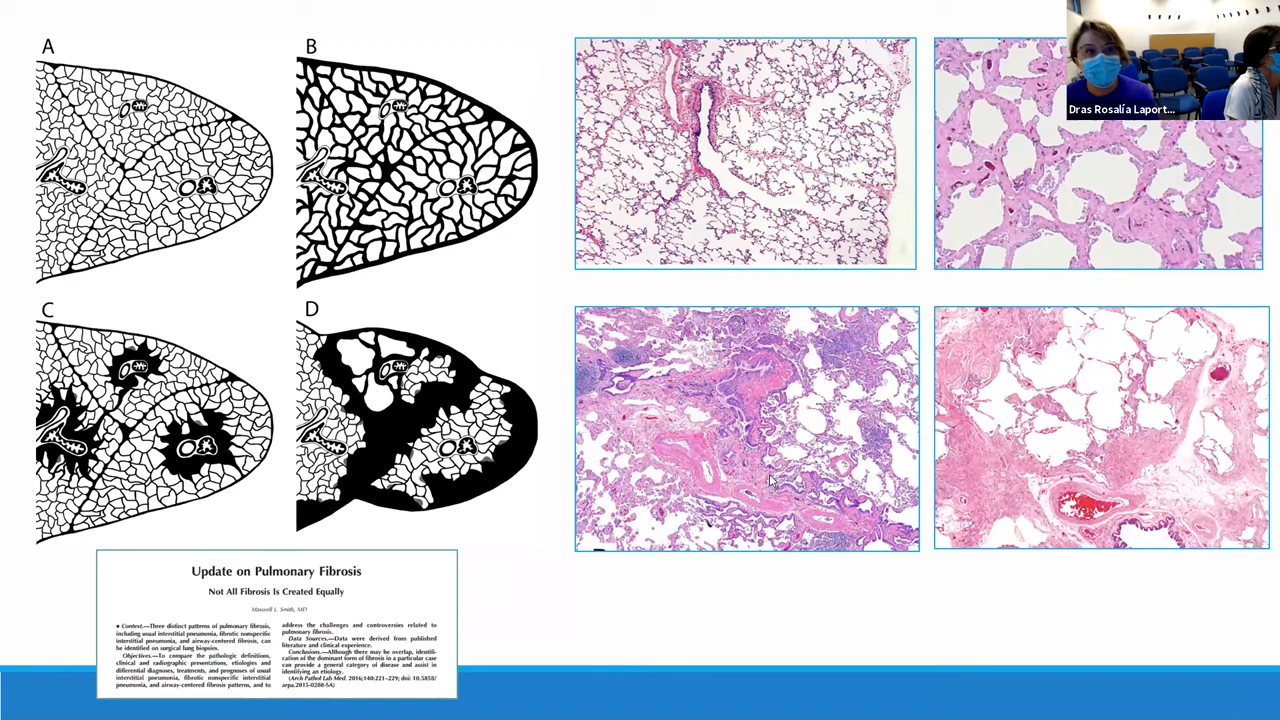 A
B
C
D
Dras Rosalía Laport...
Update on Pulmonary Fibrosis
Not All Fibrosis Is Created Equally
Maxwell L. Smith, MD
• Context.—Three distinct patterns of pulmonary fibrosis,
including usual interstitial pneumonia, fibrotic nonspecific
interstitial pneumonia, and airway-centered fibrosis, can
be identified on surgical lung biopsies.
Objectives.—To compare the pathologic definitions,
clinical and radiographic presentations, etiologies and
differential diagnoses, treatments, and prognoses of usual
interstitial pneumonia, fibrotic nonspecific interstitial
pneumonia, and airway-centered fibrosis patterns, and to
address the challenges and controversies related to
pulmonary fibrosis.
Data Sources.—Data were derived from published
literature and clinical experience.
Conclusions.—Although there may be overlap, identifi-
cation of the dominant form of fibrosis in a particular case
can provide a general category of disease and assist in
identifying an etiology.
(Arch Pathol Lab Med. 2016;140:221–229; doi: 10.5858/
arpa.2015-0288-SA)